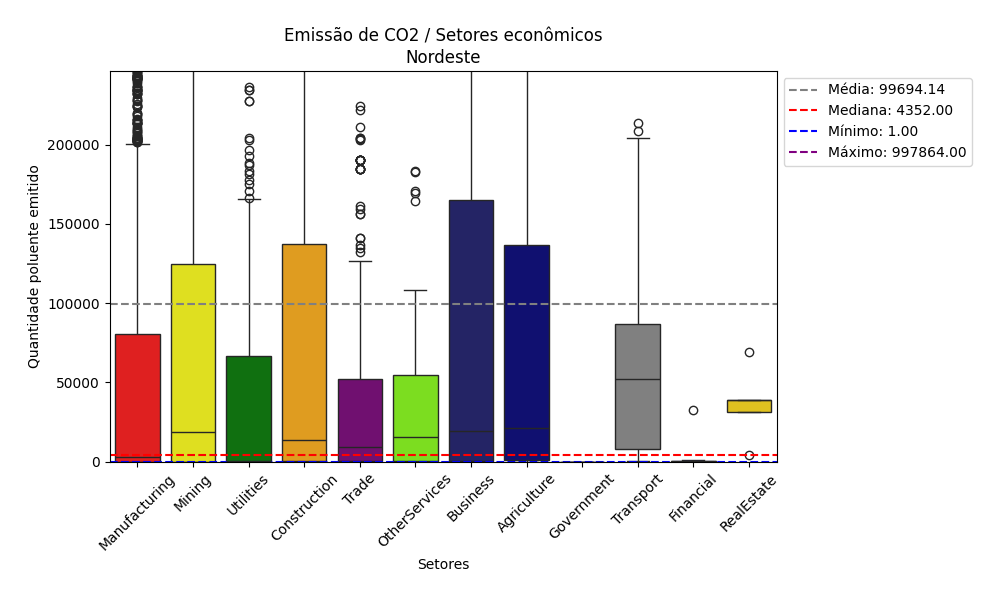 Emissão de CO2 / Setores econômicos
Nordeste
Média: 99694.14
Mediana: 4352.00
Mínimo: 1.00
Máximo: 997864.00
Quantidade poluente emitido
200000
150000
100000
50000
0
Manufacturing
Mining
Utilities
Construction
Trade
OtherServices
Business
Agriculture
Government
Transport
Financial
RealEstate
Setores